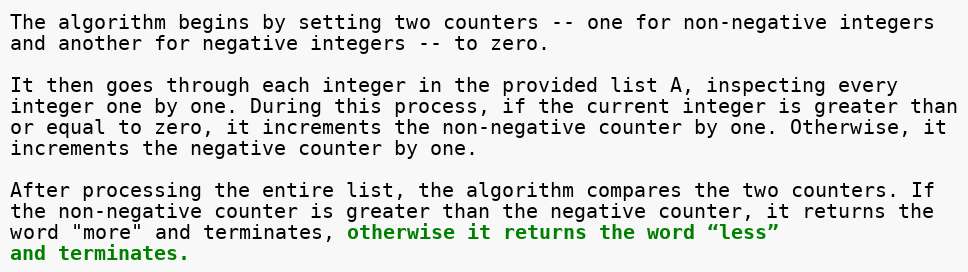 The algorithm begins by setting two counters -- one for non-negative integers
and another for negative integers -- to zero.
It then goes through each integer in the provided list A, inspecting every
integer one by one. During this process, if the current integer is greater than
or equal to zero, it increments the non-negative counter by one. Otherwise, it
increments the negative counter by one.
After processing the entire list, the algorithm compares the two counters. If
the non-negative counter is greater than the negative counter, it returns the
word "more" and terminates, otherwise it returns the word “less”
and terminates.